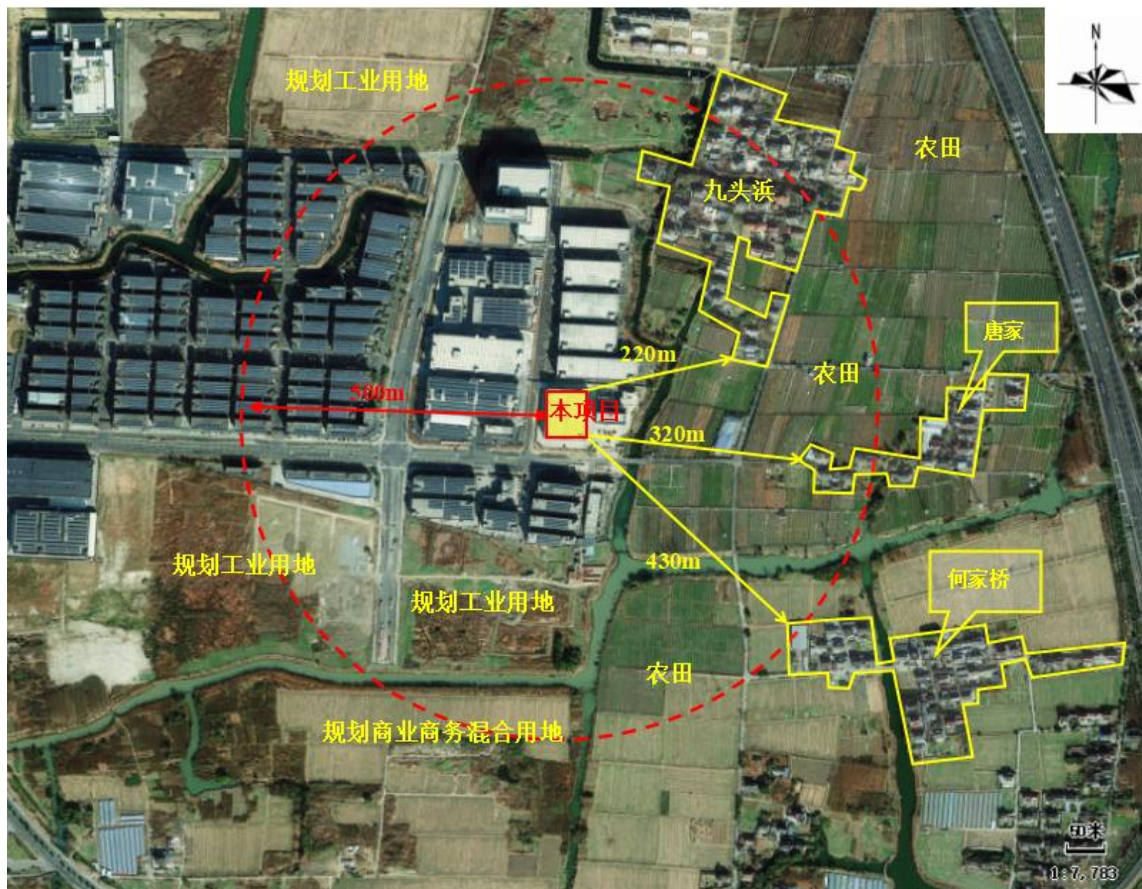 N
规划工业用地
农田
九头浜
唐家
220m
农田
500m
本项目
320m
430m
规划工业用地
规划工业用地
何家桥
农田
规划商业商务混合用地
50米
1:7,783